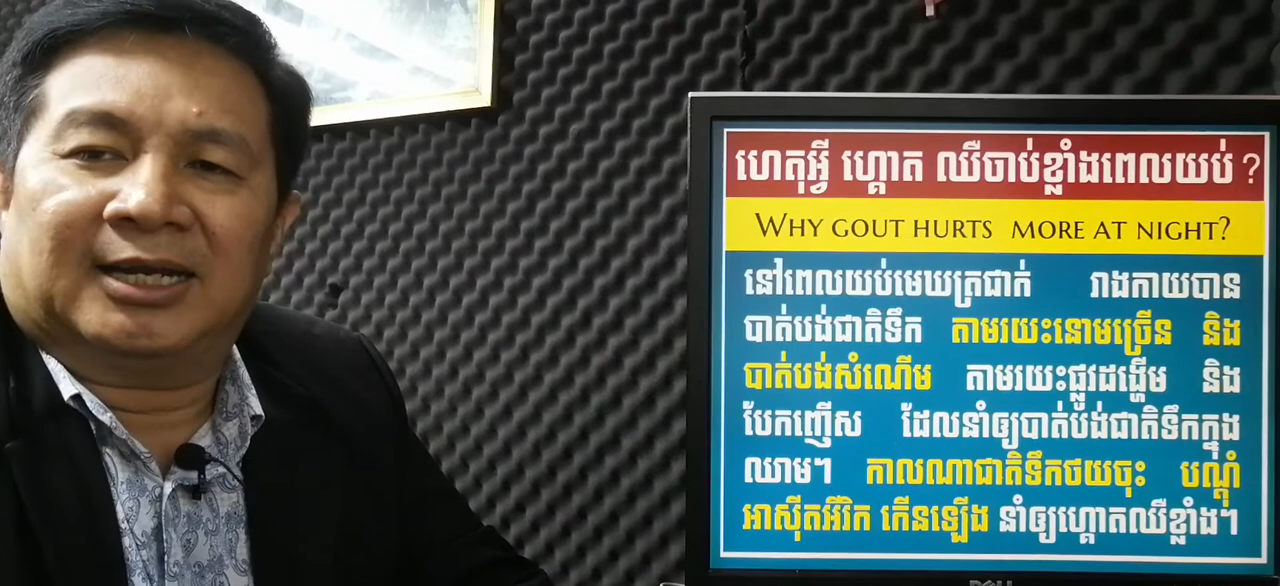 ហេតុអ្វី ហ្គោត ឈឺចាប់ខ្លាំងពេលយប់ ?
WHY GOUT HURTS MORE AT NIGHT?
នៅពេលយប់មេឃត្រជាក់ រាងកាយបាន
បាត់បង់ជាតិទឹក តាមរយះនោមច្រើន និង
បាត់បង់សំណើម តាមរយះផ្លូវដង្ហើម និង
បែកញើស ដែលនាំឲ្យបាត់បង់ជាតិទឹកក្នុង
ឈាម។ កាលណាជាតិទឹកថយចុះ បណ្តុំ
អាស៊ីតអ៊ីរិក កើនឡើង នាំឲ្យហ្គោតឈឺខ្លាំង។
DELL